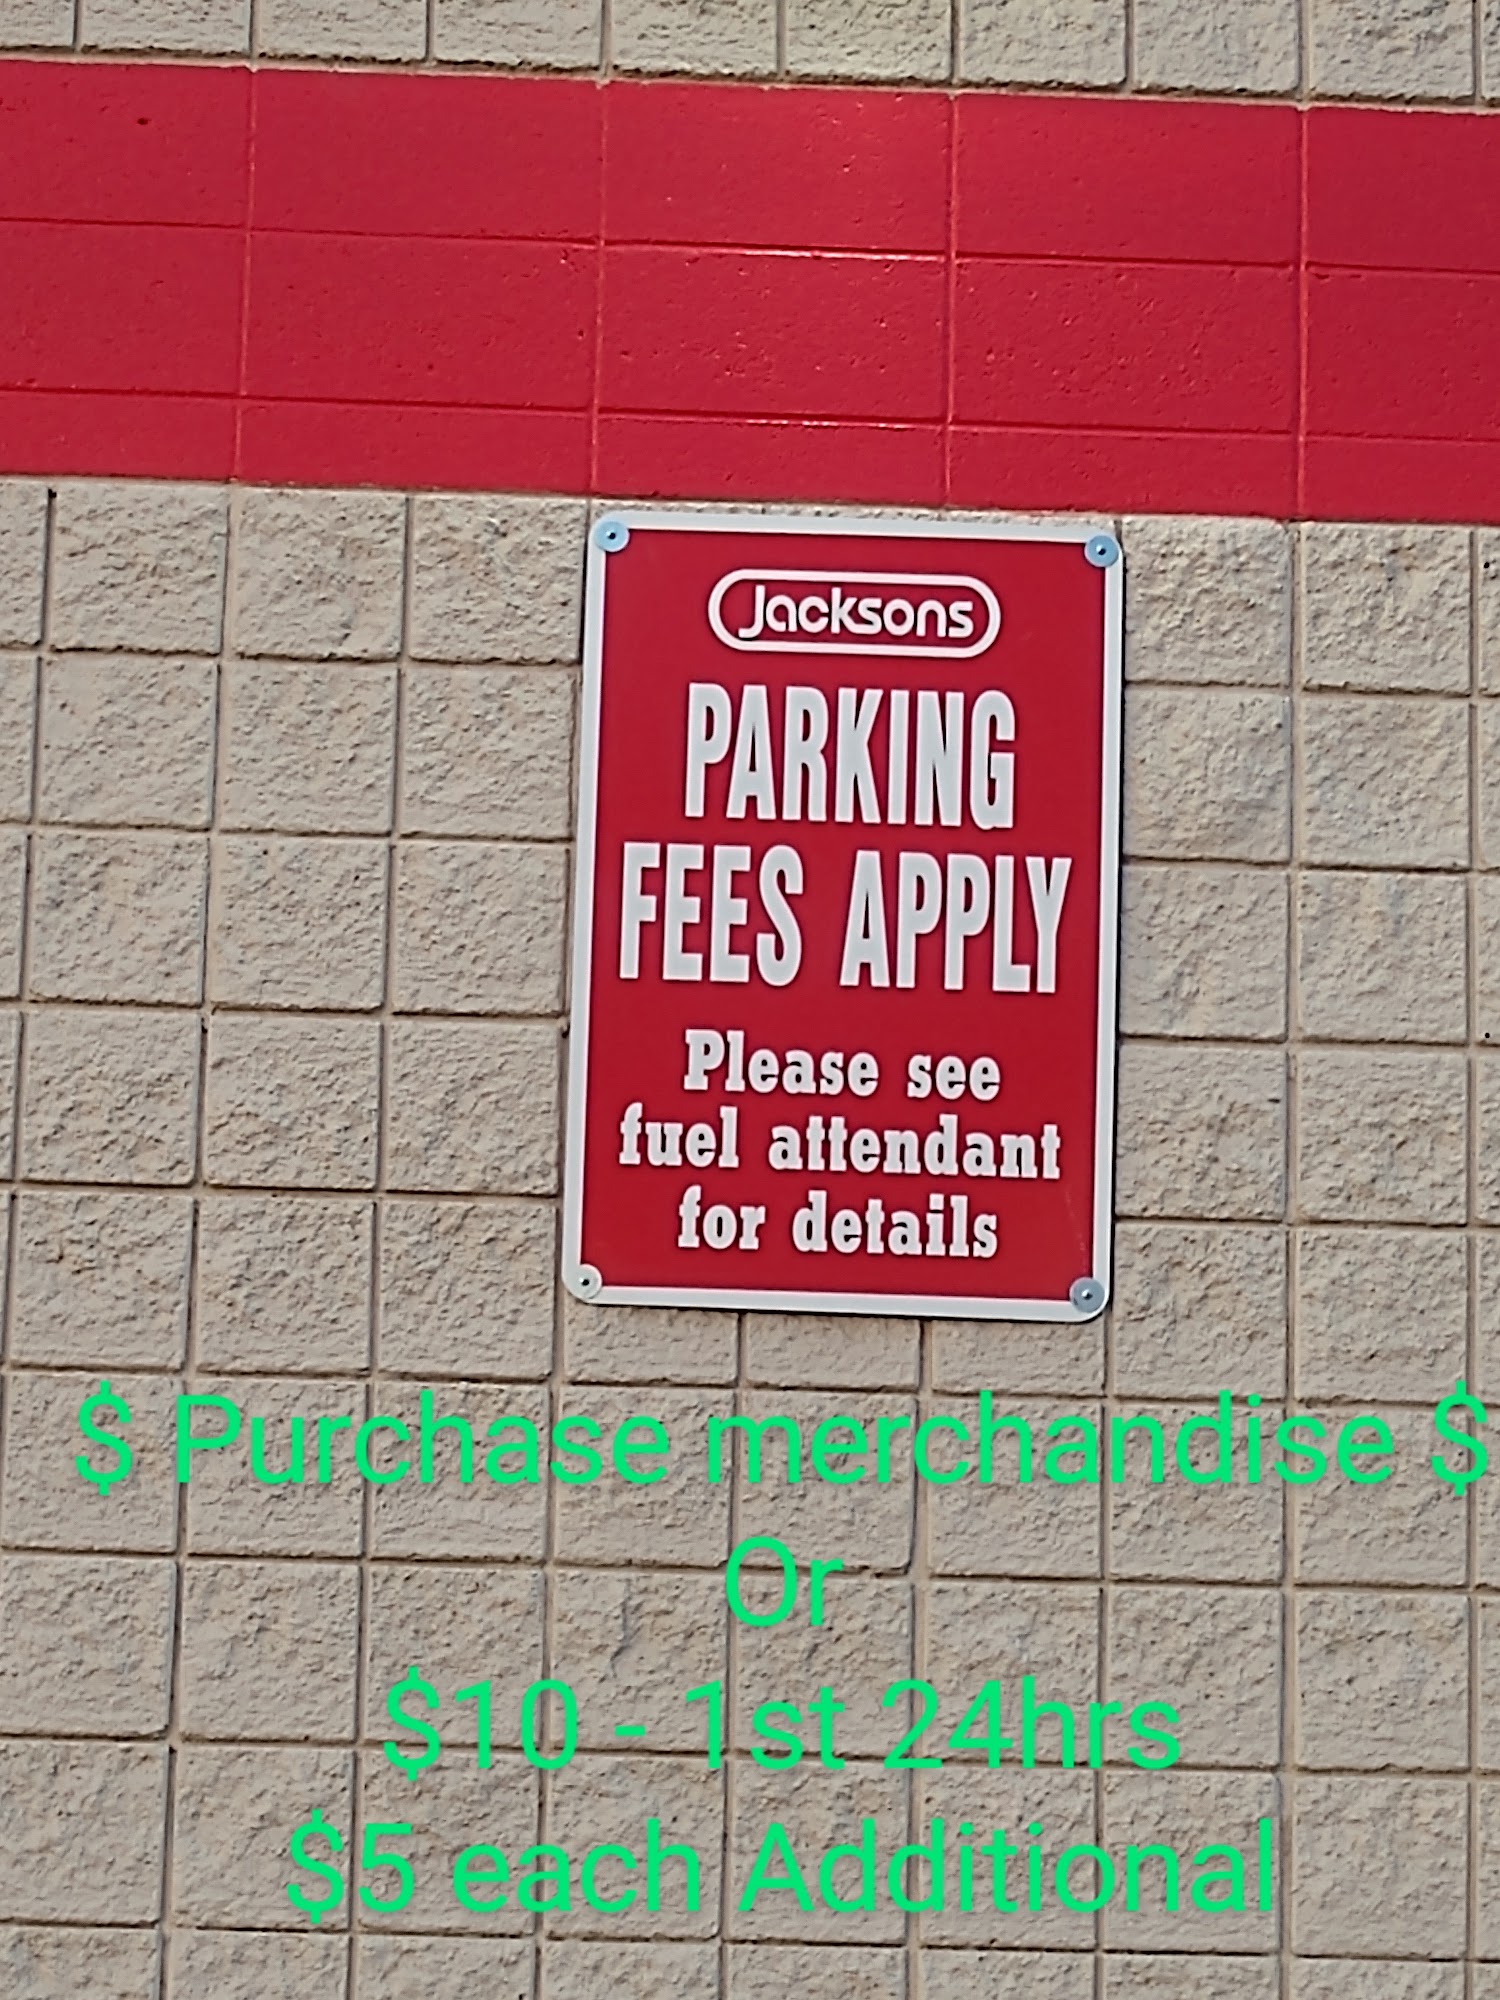 Jacksons
PARKING
FEES APPLY
Please see
fuel attendant
for details
$ Purchase merchandise $
Or
$10 - 1st 24hrs
$5 each Additional